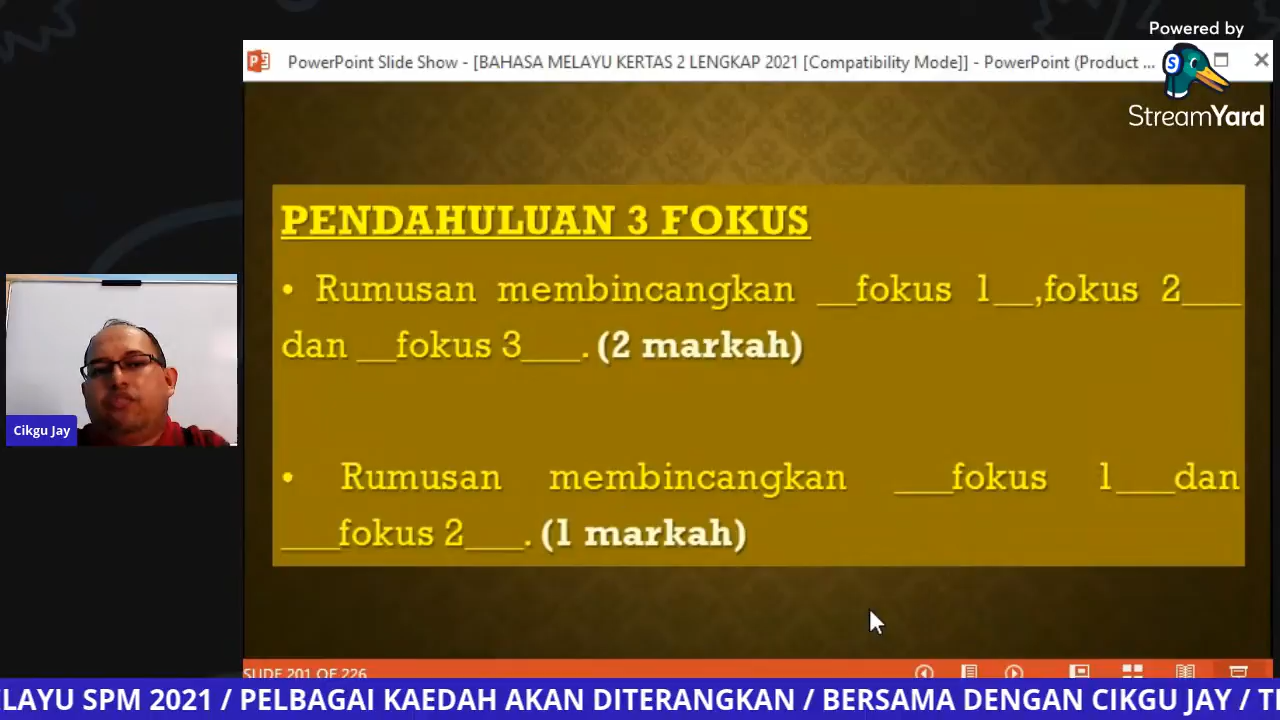 Powered by
StreamYard
PowerPoint Slide Show - [BAHASA MELAYU KERTAS 2 LENGKAP 2021 [Compatibility Mode]] - PowerPoint (Product ...
PENDAHULUAN 3 FOKUS
• Rumusan membincangkan __fokus 1__,fokus 2___
dan __fokus 3___. (2 markah)
• Rumusan membincangkan ___fokus 1___dan
___fokus 2___. (1 markah)
Cikgu Jay
SLIDE 201 OF 226
ELAYU SPM 2021 / PELBAGAI KAEDAH AKAN DITERANGKAN / BERSAMA DENGAN CIKGU JAY /